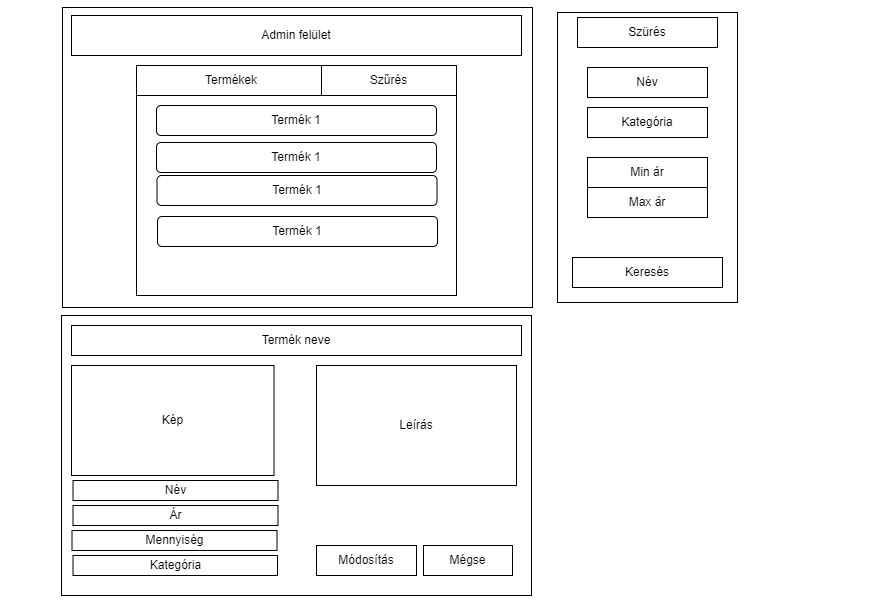 Admin felület
Termékek
Szűrés
Termék 1
Termék 1
Termék 1
Termék 1
Szürés
Név
Kategória
Min ár
Max ár
Keresés
Termék neve
Kép
Leírás
Név
Ár
Mennyiség
Kategória
Módosítás
Mégse